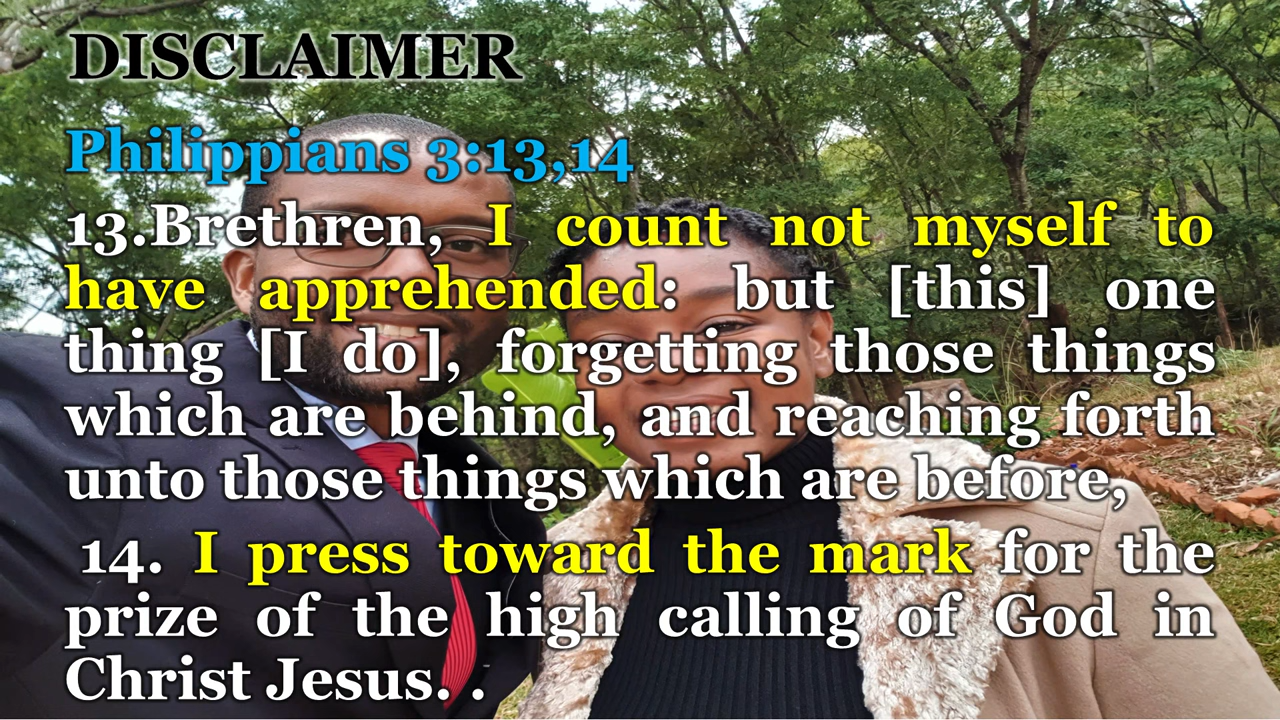 DISCLAIMER
Philippians 3:13,14
13.Brethren, I count not myself to
have apprehended: but [this] one
thing [I do], forgetting those things
which are behind, and reaching forth
unto those things which are before,
14. I press toward the mark for the
prize of the high calling of God in
Christ Jesus. .